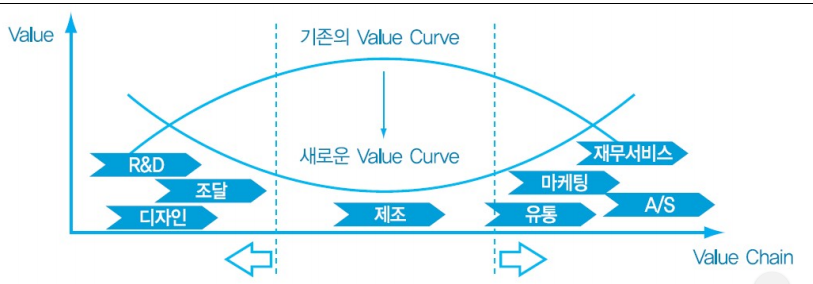 Value
기존의 Value Curve
새로운 Value Curve
재무서비스
R&D
마케팅
조달
A/S
디자인
제조
유통
Value Chain